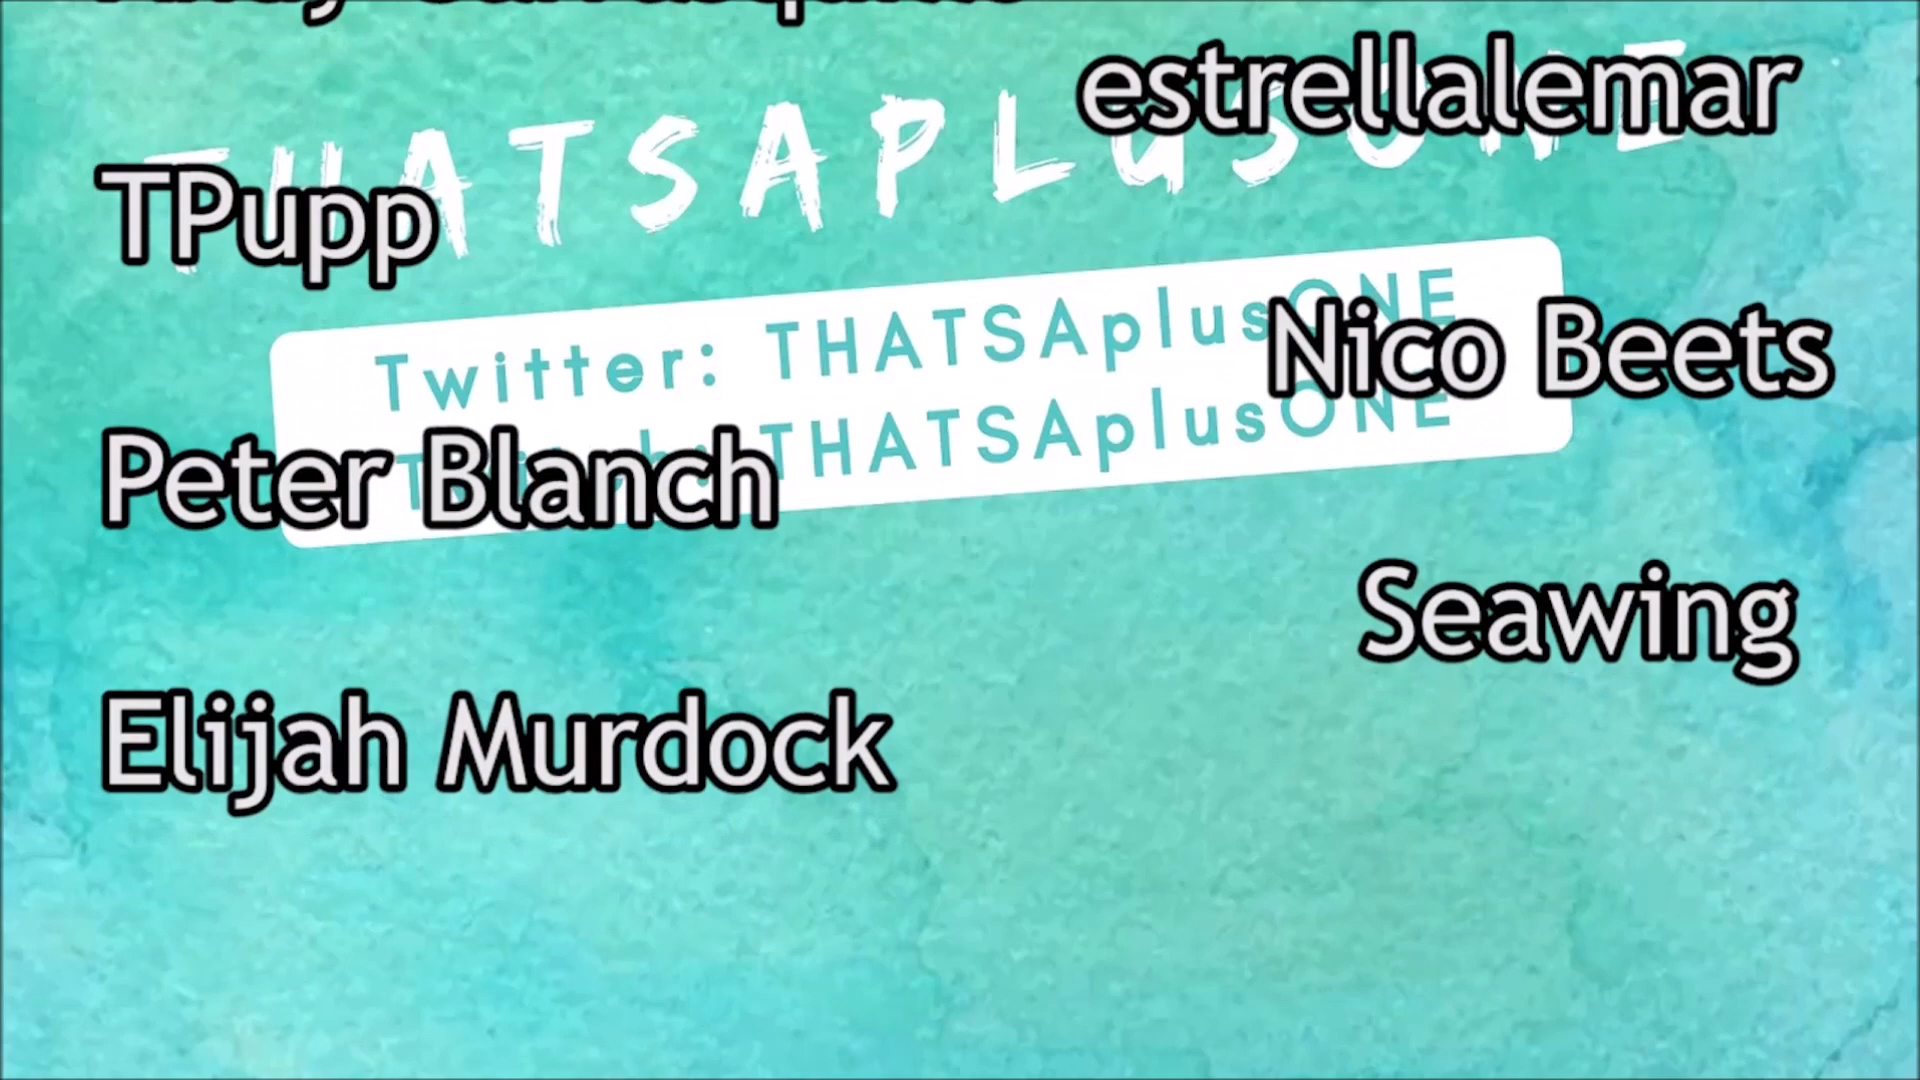 estrellalemar
THATSAPLUSONE
TPupp
Twitter: THATSAplusONE
Nico Beets
THATSAplusONE
Peter Blanch
Seawing
Elijah Murdock